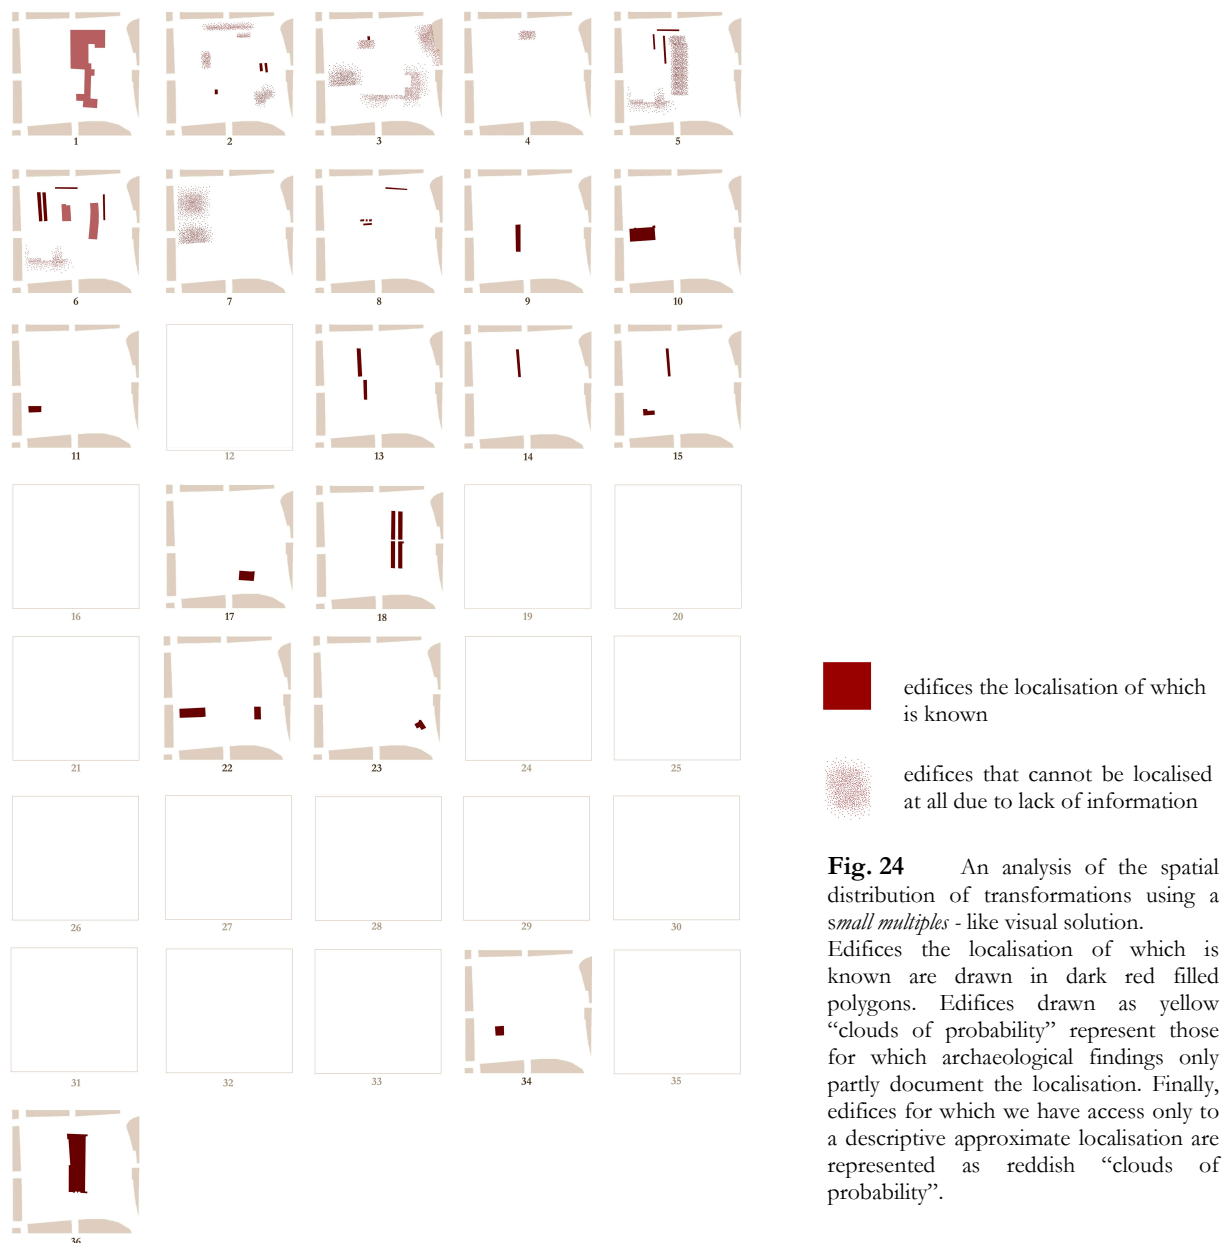 1 2 3 4 5
6 7 8 9 10
11 12 13 14 15
16 17 18 19 20
21 22 23 24 25
26 27 28 29 30
31 32 33 34 35
36
edifices the localisation of which
is known
edifices that cannot be localised
at all due to lack of information
Fig. 24 An analysis of the spatial
distribution of transformations using a
small multiples - like visual solution.
Edifices the localisation of which is
known are drawn in dark red filled
polygons. Edifices drawn as yellow
“clouds of probability” represent those
for which archaeological findings only
partly document the localisation. Finally,
edifices for which we have access only to
a descriptive approximate localisation are
represented as reddish “clouds of
probability”.